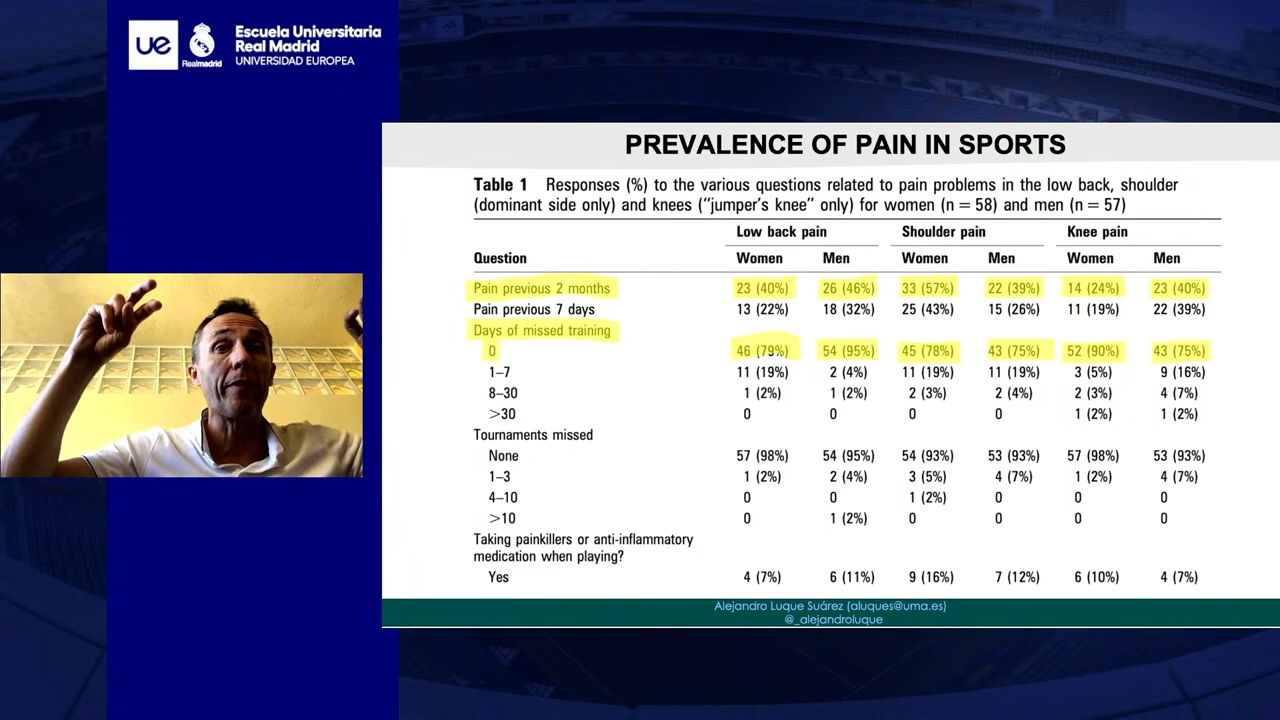 ue
Realmadrid
Escuela Universitaria
Real Madrid
UNIVERSIDAD EUROPEA
PREVALENCE OF PAIN IN SPORTS
Table 1 Responses (%) to the various questions related to pain problems in the low back, shoulder
(dominant side only) and knees ("jumper's knee" only) for women (n = 58) and men (n = 57)
Low back pain Shoulder pain Knee pain
Question Women Men Women Men Women Men
Pain previous 2 months 23 (40%) 26 (46%) 33 (57%) 22 (39%) 14 (24%) 23 (40%)
Pain previous 7 days 13 (22%) 18 (32%) 25 (43%) 15 (26%) 11 (19%) 22 (39%)
Days of missed training
0 46 (79%) 54 (95%) 45 (78%) 43 (75%) 52 (90%) 43 (75%)
1–7 11 (19%) 2 (4%) 11 (19%) 11 (19%) 3 (5%) 9 (16%)
8–30 1 (2%) 1 (2%) 2 (3%) 2 (4%) 2 (3%) 4 (7%)
>30 0 0 0 0 1 (2%) 1 (2%)
Tournaments missed
None 57 (98%) 54 (95%) 54 (93%) 53 (93%) 57 (98%) 53 (93%)
1–3 1 (2%) 2 (4%) 3 (5%) 4 (7%) 1 (2%) 4 (7%)
4–10 0 0 1 (2%) 0 0 0
>10 0 1 (2%) 0 0 0 0
Taking painkillers or anti-inflammatory
medication when playing?
Yes 4 (7%) 6 (11%) 9 (16%) 7 (12%) 6 (10%) 4 (7%)
Alejandro Luque Suárez (aluques@uma.es)
@_alejandroluque